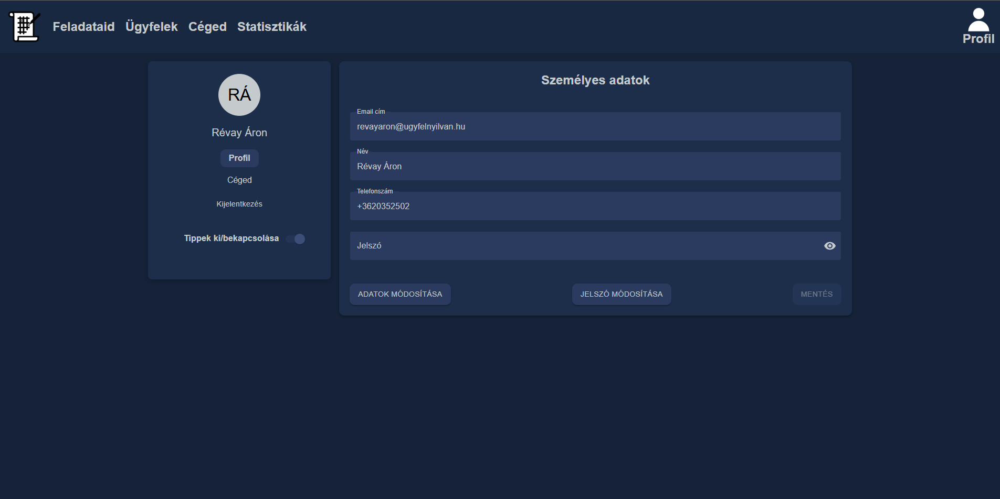 Feladataid Ügyfelek Céged Statisztikák
Profil
RÁ
Révay Áron
Profil
Céged
Kijelentkezés
Tippek ki/bekapcsolása
Személyes adatok
Email cím
revayaron@ugyfelnyilvan.hu
Név
Révay Áron
Telefonszám
+3620352502
Jelszó
ADATOK MÓDOSÍTÁSA JELSZÓ MÓDOSÍTÁSA MENTÉS